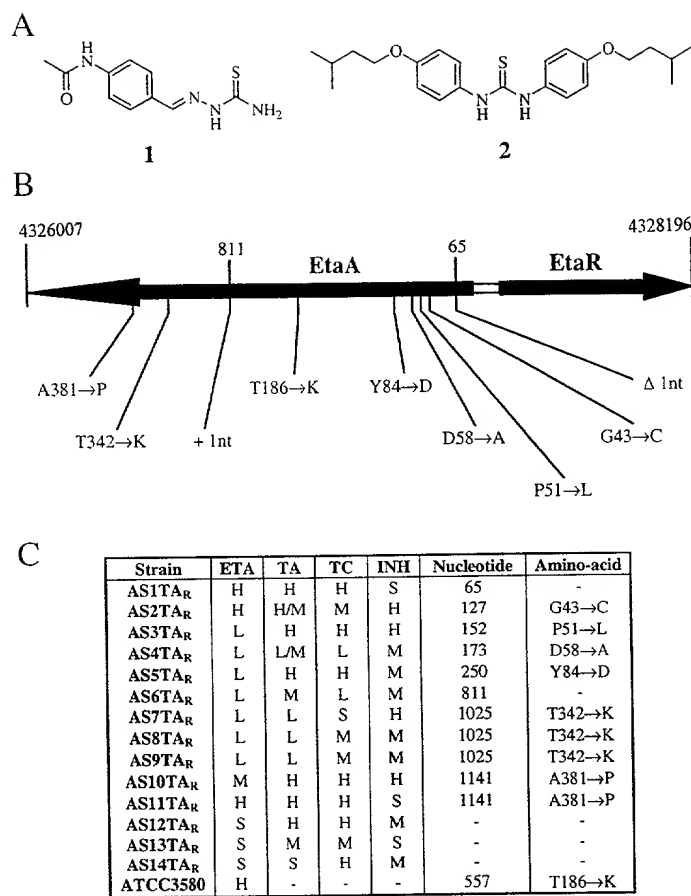 A
H
N
O
N
N
H
S
NH2
1
O
S
N
H
N
H
O
2
B
4326007
811
EtaA
65
EtaR
4328196
A381→P
T342→K
+ 1nt
T186→K
Y84→D
D58→A
P51→L
G43→C
Δ 1nt
C
Strain ETA TA TC INH Nucleotide Amino-acid
AS1TAR H H H S 65 -
AS2TAR H H/M M H 127 G43→C
AS3TAR L H H H 152 P51→L
AS4TAR L L/M L M 173 D58→A
AS5TAR L H H M 250 Y84→D
AS6TAR L M L M 811 -
AS7TAR L L S H 1025 T342→K
AS8TAR L L M M 1025 T342→K
AS9TAR L L M M 1025 T342→K
AS10TAR M H H H 1141 A381→P
AS11TAR H H H S 1141 A381→P
AS12TAR S H H M - -
AS13TAR S M M S - -
AS14TAR S S H M - -
ATCC3580 H - - - 557 T186→K